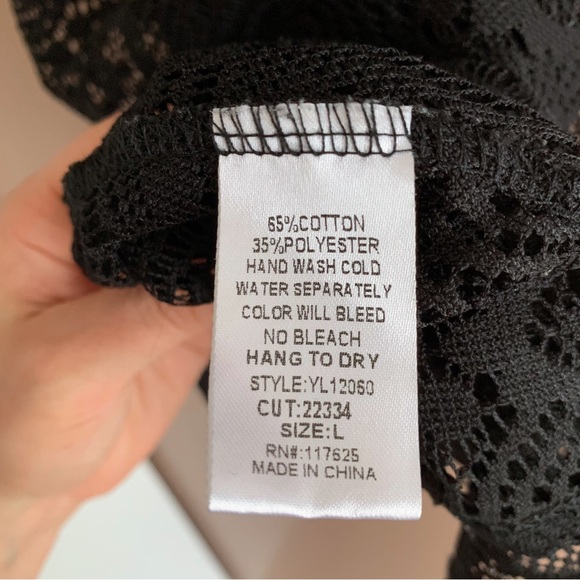 65%COTTON
35%POLYESTER
HAND WASH COLD
WATER SEPARATELY
COLOR WILL BLEED
NO BLEACH
HANG TO DRY
STYLE:YL12060
CUT:22334
SIZE:L
RN#:117625
MADE IN CHINA